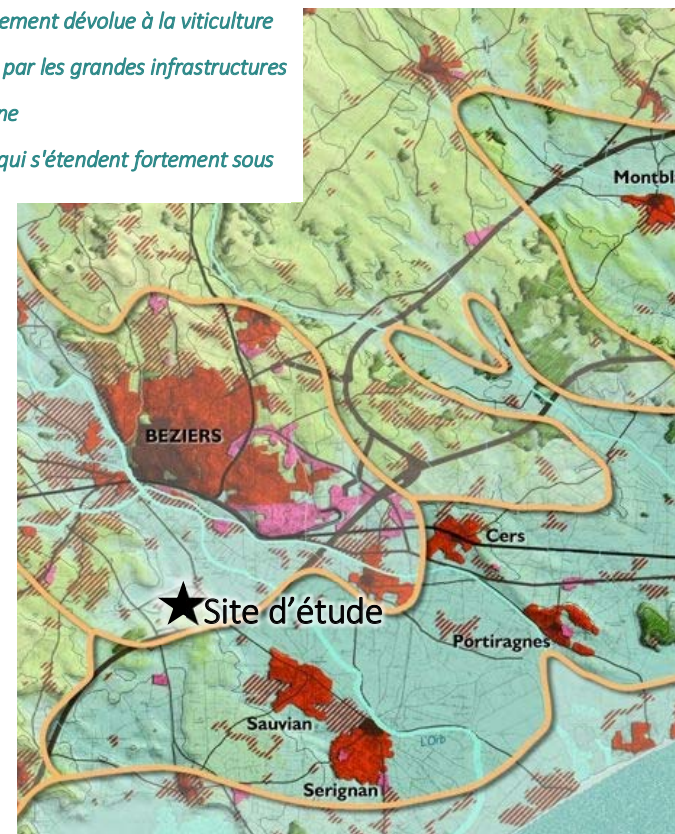 ement dévolue à la viticulture
par les grandes infrastructures
ne
qui s'étendent fortement sous
Montbl
BEZIERS
Cers
Site d'étude
Portiragnes
Sauvian
L'Orb
Serignan